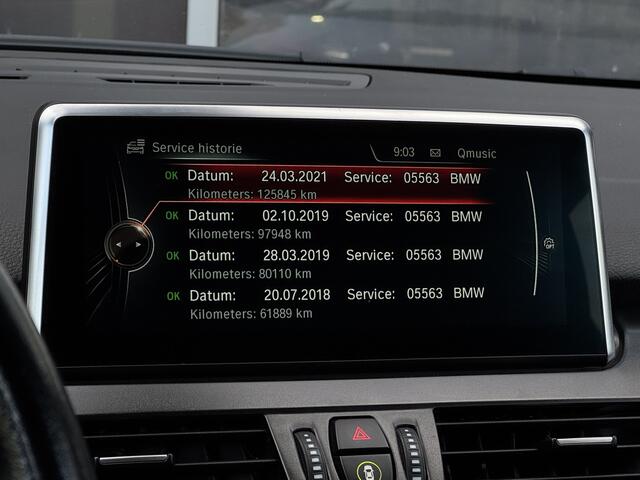 Service historie 9:03 Qmusic
OK Datum: 24.03.2021 Service: 05563 BMW
Kilometers: 125845 km
OK Datum: 02.10.2019 Service: 05563 BMW
Kilometers: 97948 km
OK Datum: 28.03.2019 Service: 05563 BMW
Kilometers: 80110 km
OK Datum: 20.07.2018 Service: 05563 BMW
Kilometers: 61889 km